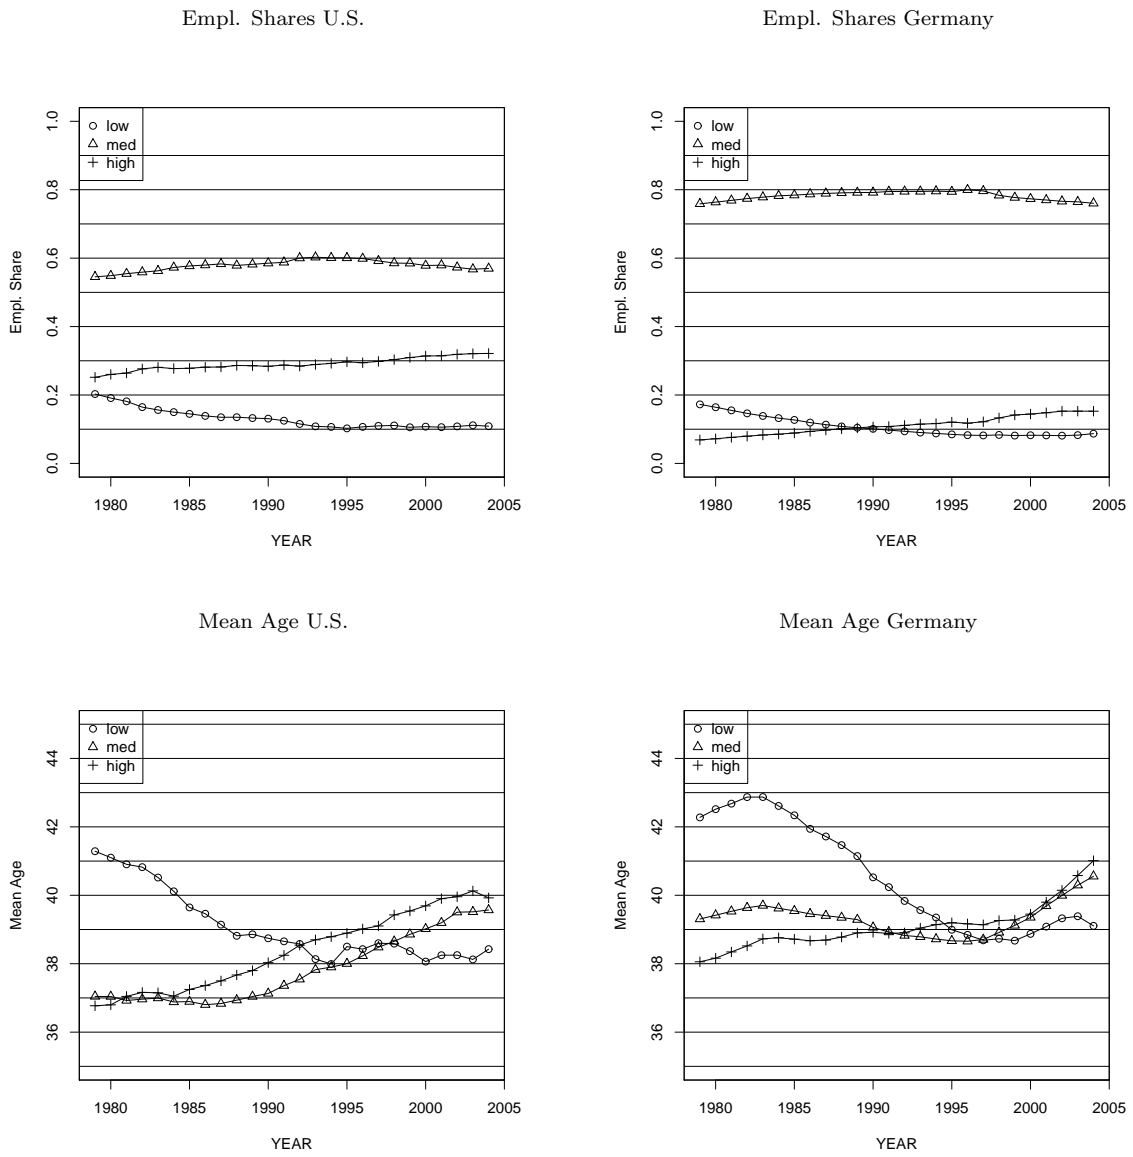 Empl. Shares U.S.
Empl. Share
1.0
0.8
0.6
0.4
0.2
0.0
low
med
high
1980 1985 1990 1995 2000 2005
YEAR
Empl. Shares Germany
Empl. Share
1.0
0.8
0.6
0.4
0.2
0.0
low
med
high
1980 1985 1990 1995 2000 2005
YEAR
Mean Age U.S.
Mean Age
44
42
40
38
36
low
med
high
1980 1985 1990 1995 2000 2005
YEAR
Mean Age Germany
Mean Age
44
42
40
38
36
low
med
high
1980 1985 1990 1995 2000 2005
YEAR